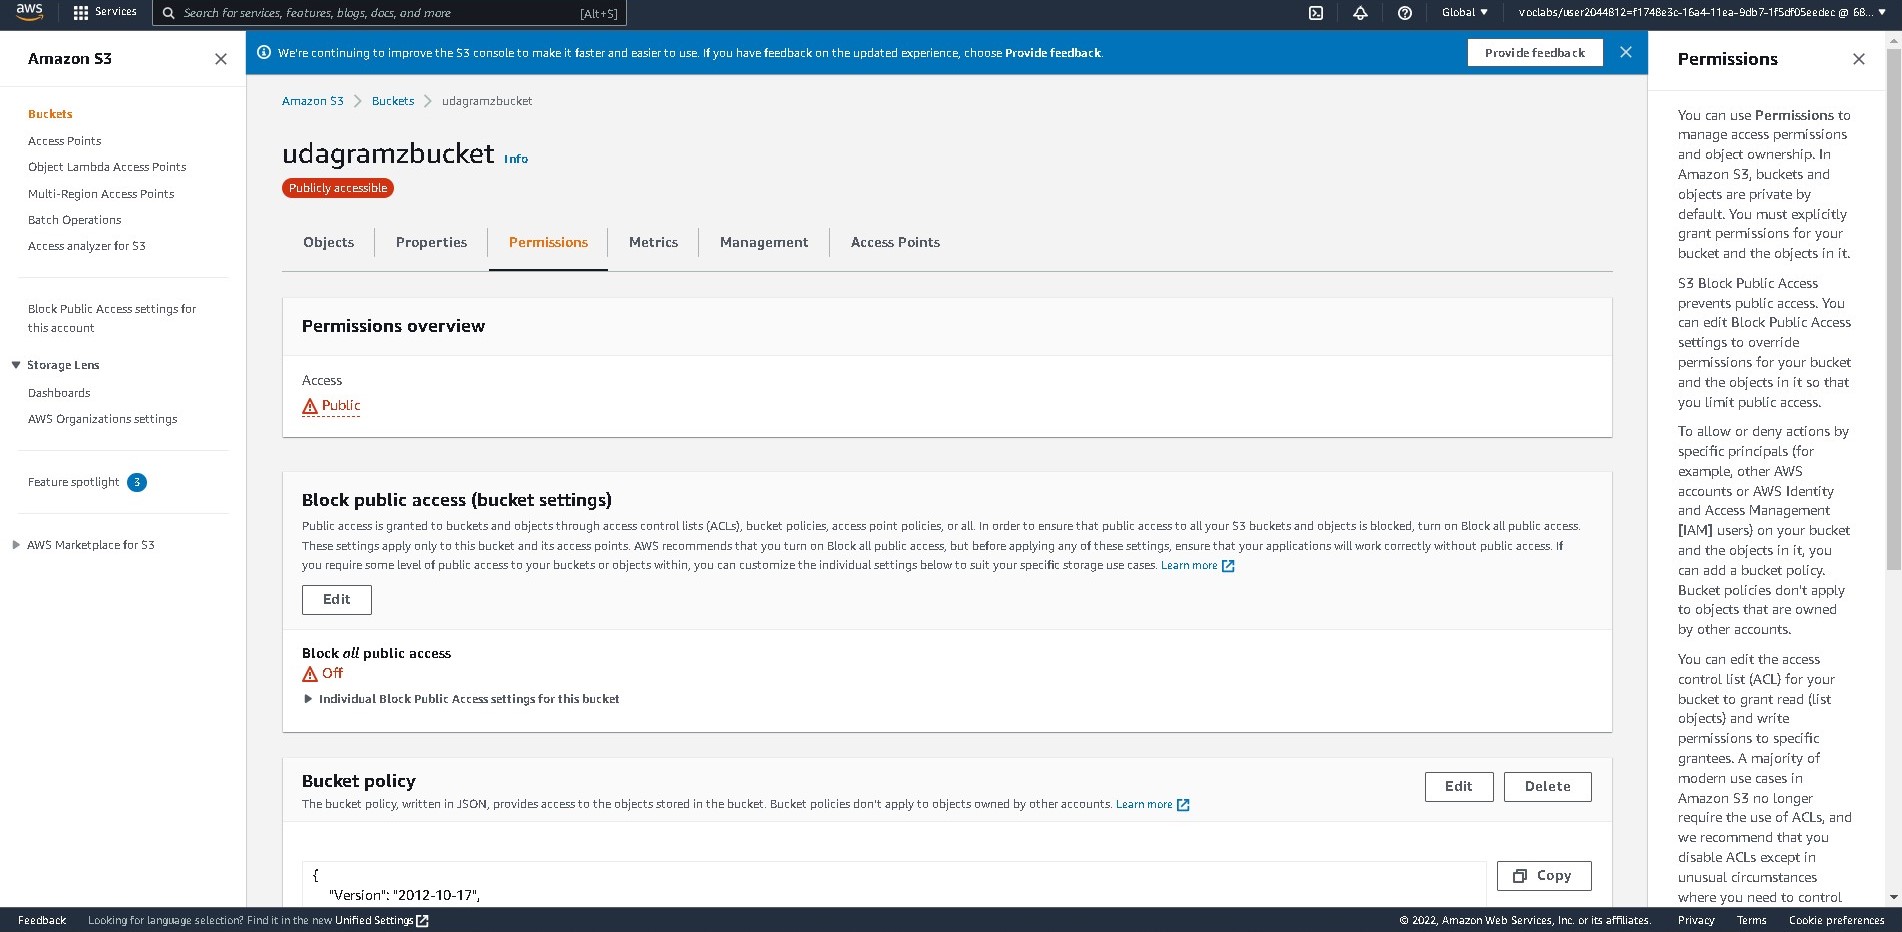 aws
Services
Search for services, features, blogs, docs, and more
[Alt+S]
Global
voclabs/user2044812=f1748e3c-16a4-11ea-9db7-1f5df05eedec @ 68...
Amazon S3
Buckets
Access Points
Object Lambda Access Points
Multi-Region Access Points
Batch Operations
Access analyzer for S3
Block Public Access settings for
this account
Storage Lens
Dashboards
AWS Organizations settings
Feature spotlight 3
AWS Marketplace for S3
We're continuing to improve the S3 console to make it faster and easier to use. If you have feedback on the updated experience, choose Provide feedback.
Provide feedback
Amazon S3 > Buckets > udagramzbucket
udagramzbucket Info
Publicly accessible
Objects
Properties
Permissions
Metrics
Management
Access Points
Permissions overview
Access
Public
Block public access (bucket settings)
Public access is granted to buckets and objects through access control lists (ACLs), bucket policies, access point policies, or all. In order to ensure that public access to all your S3 buckets and objects is blocked, turn on Block all public access.
These settings apply only to this bucket and its access points. AWS recommends that you turn on Block all public access, but before applying any of these settings, ensure that your applications will work correctly without public access. If
you require some level of public access to your buckets or objects within, you can customize the individual settings below to suit your specific storage use cases. Learn more
Edit
Block all public access
Off
Individual Block Public Access settings for this bucket
Bucket policy
The bucket policy, written in JSON, provides access to the objects stored in the bucket. Bucket policies don't apply to objects owned by other accounts. Learn more
Edit
Delete
{
"Version": "2012-10-17",
Copy
Permissions
You can use Permissions to
manage access permissions
and object ownership. In
Amazon S3, buckets and
objects are private by
default. You must explicitly
grant permissions for your
bucket and the objects in it.
S3 Block Public Access
prevents public access. You
can edit Block Public Access
settings to override
permissions for your bucket
and the objects in it so that
you limit public access.
To allow or deny actions by
specific principals (for
example, other AWS
accounts or AWS Identity
and Access Management
[IAM] users) on your bucket
and the objects in it, you
can add a bucket policy.
Bucket policies don't apply
to objects that are owned
by other accounts.
You can edit the access
control list (ACL) for your
bucket to grant read (list
objects) and write
permissions to specific
grantees. A majority of
modern use cases in
Amazon S3 no longer
require the use of ACLs, and
we recommend that you
disable ACLs except in
unusual circumstances
where you need to control
Feedback
Looking for language selection? Find it in the new Unified Settings
© 2022, Amazon Web Services, Inc. or its affiliates.
Privacy
Terms
Cookie preferences